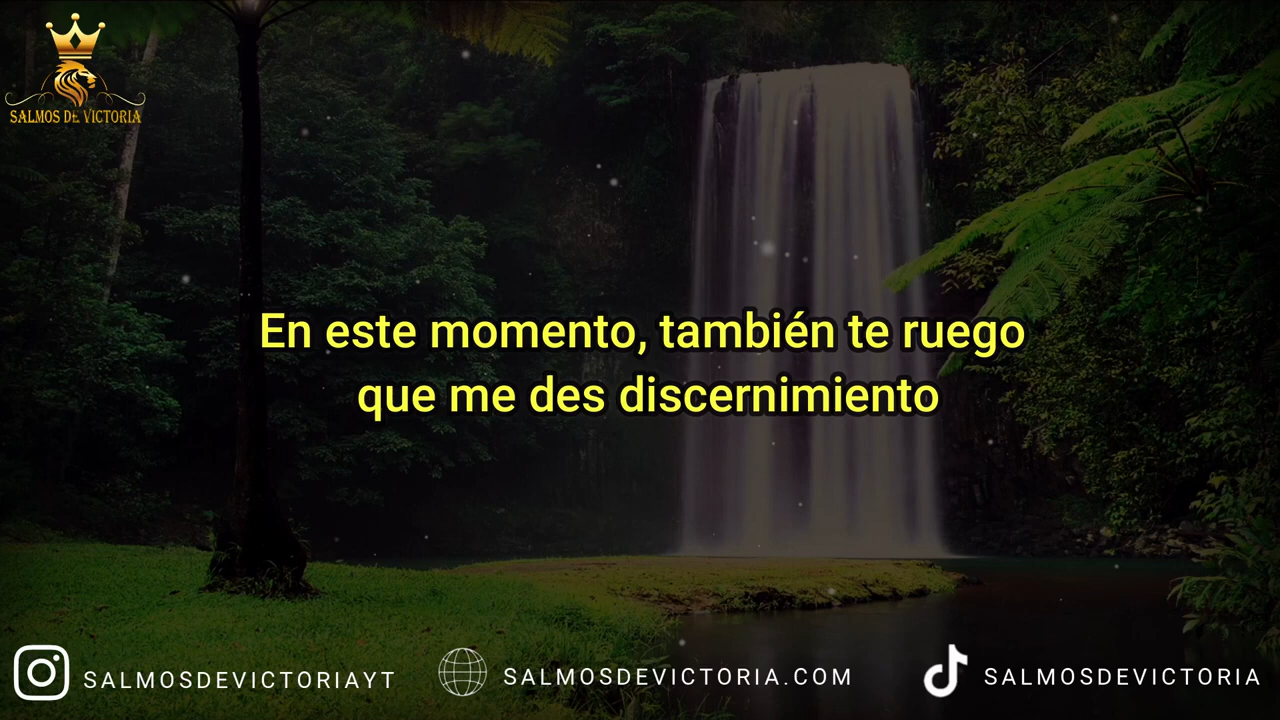 SALMOS DE VICTORIA
En este momento, también te ruego
que me des discernimiento
SALMOSDEVICTORIAYT
SALMOSDEVICTORIA.COM
SALMOSDEVICTORIA